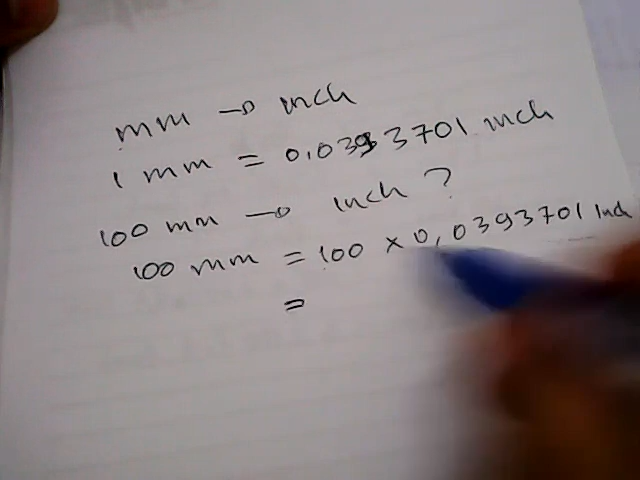 mm → inch
1 mm = 0,0393701 inch
100 mm → inch ?
100 mm = 100 x 0,0393701 inch
=